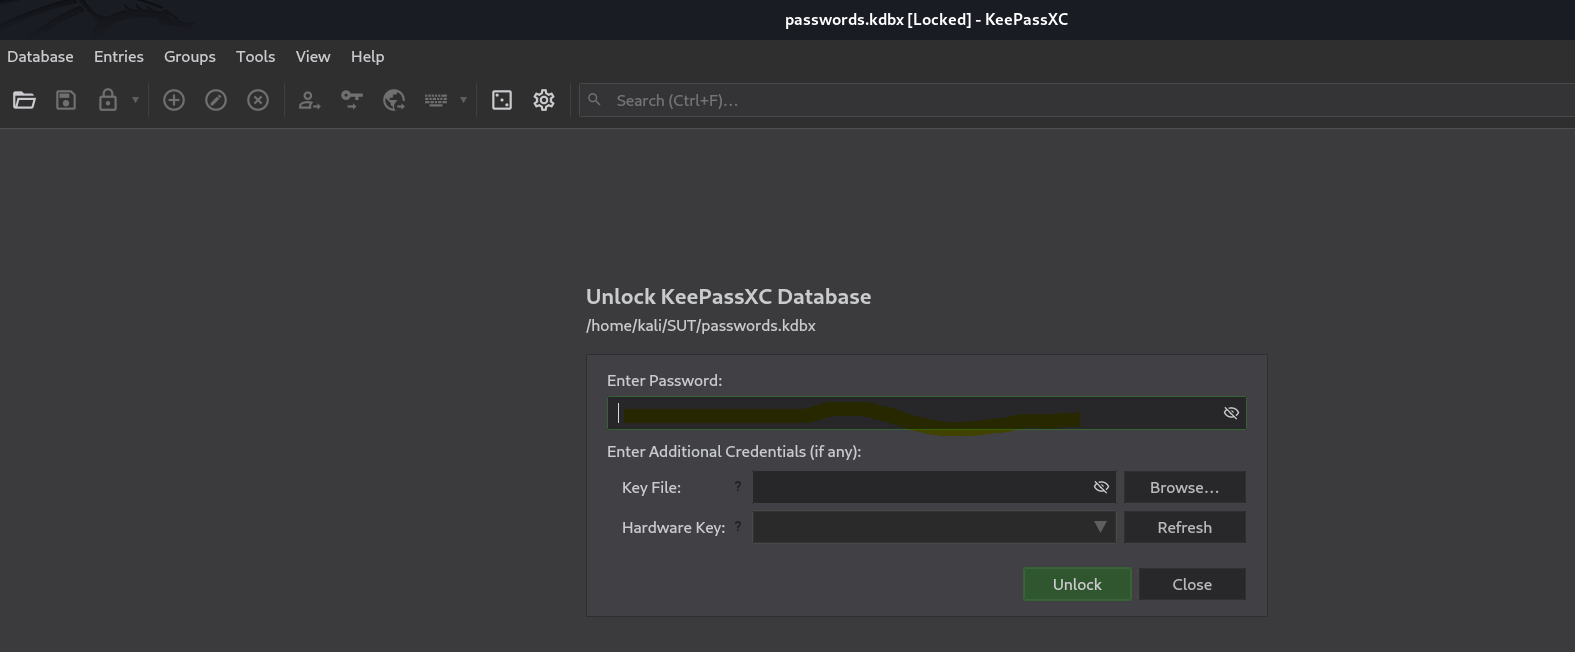 passwords.kdbx [Locked] - KeePassXC
Database Entries Groups Tools View Help
Search (Ctrl+F)...
Unlock KeePassXC Database
/home/kali/SUT/passwords.kdbx
Enter Password:
Enter Additional Credentials (if any):
Key File: ? Browse...
Hardware Key: ? Refresh
Unlock Close